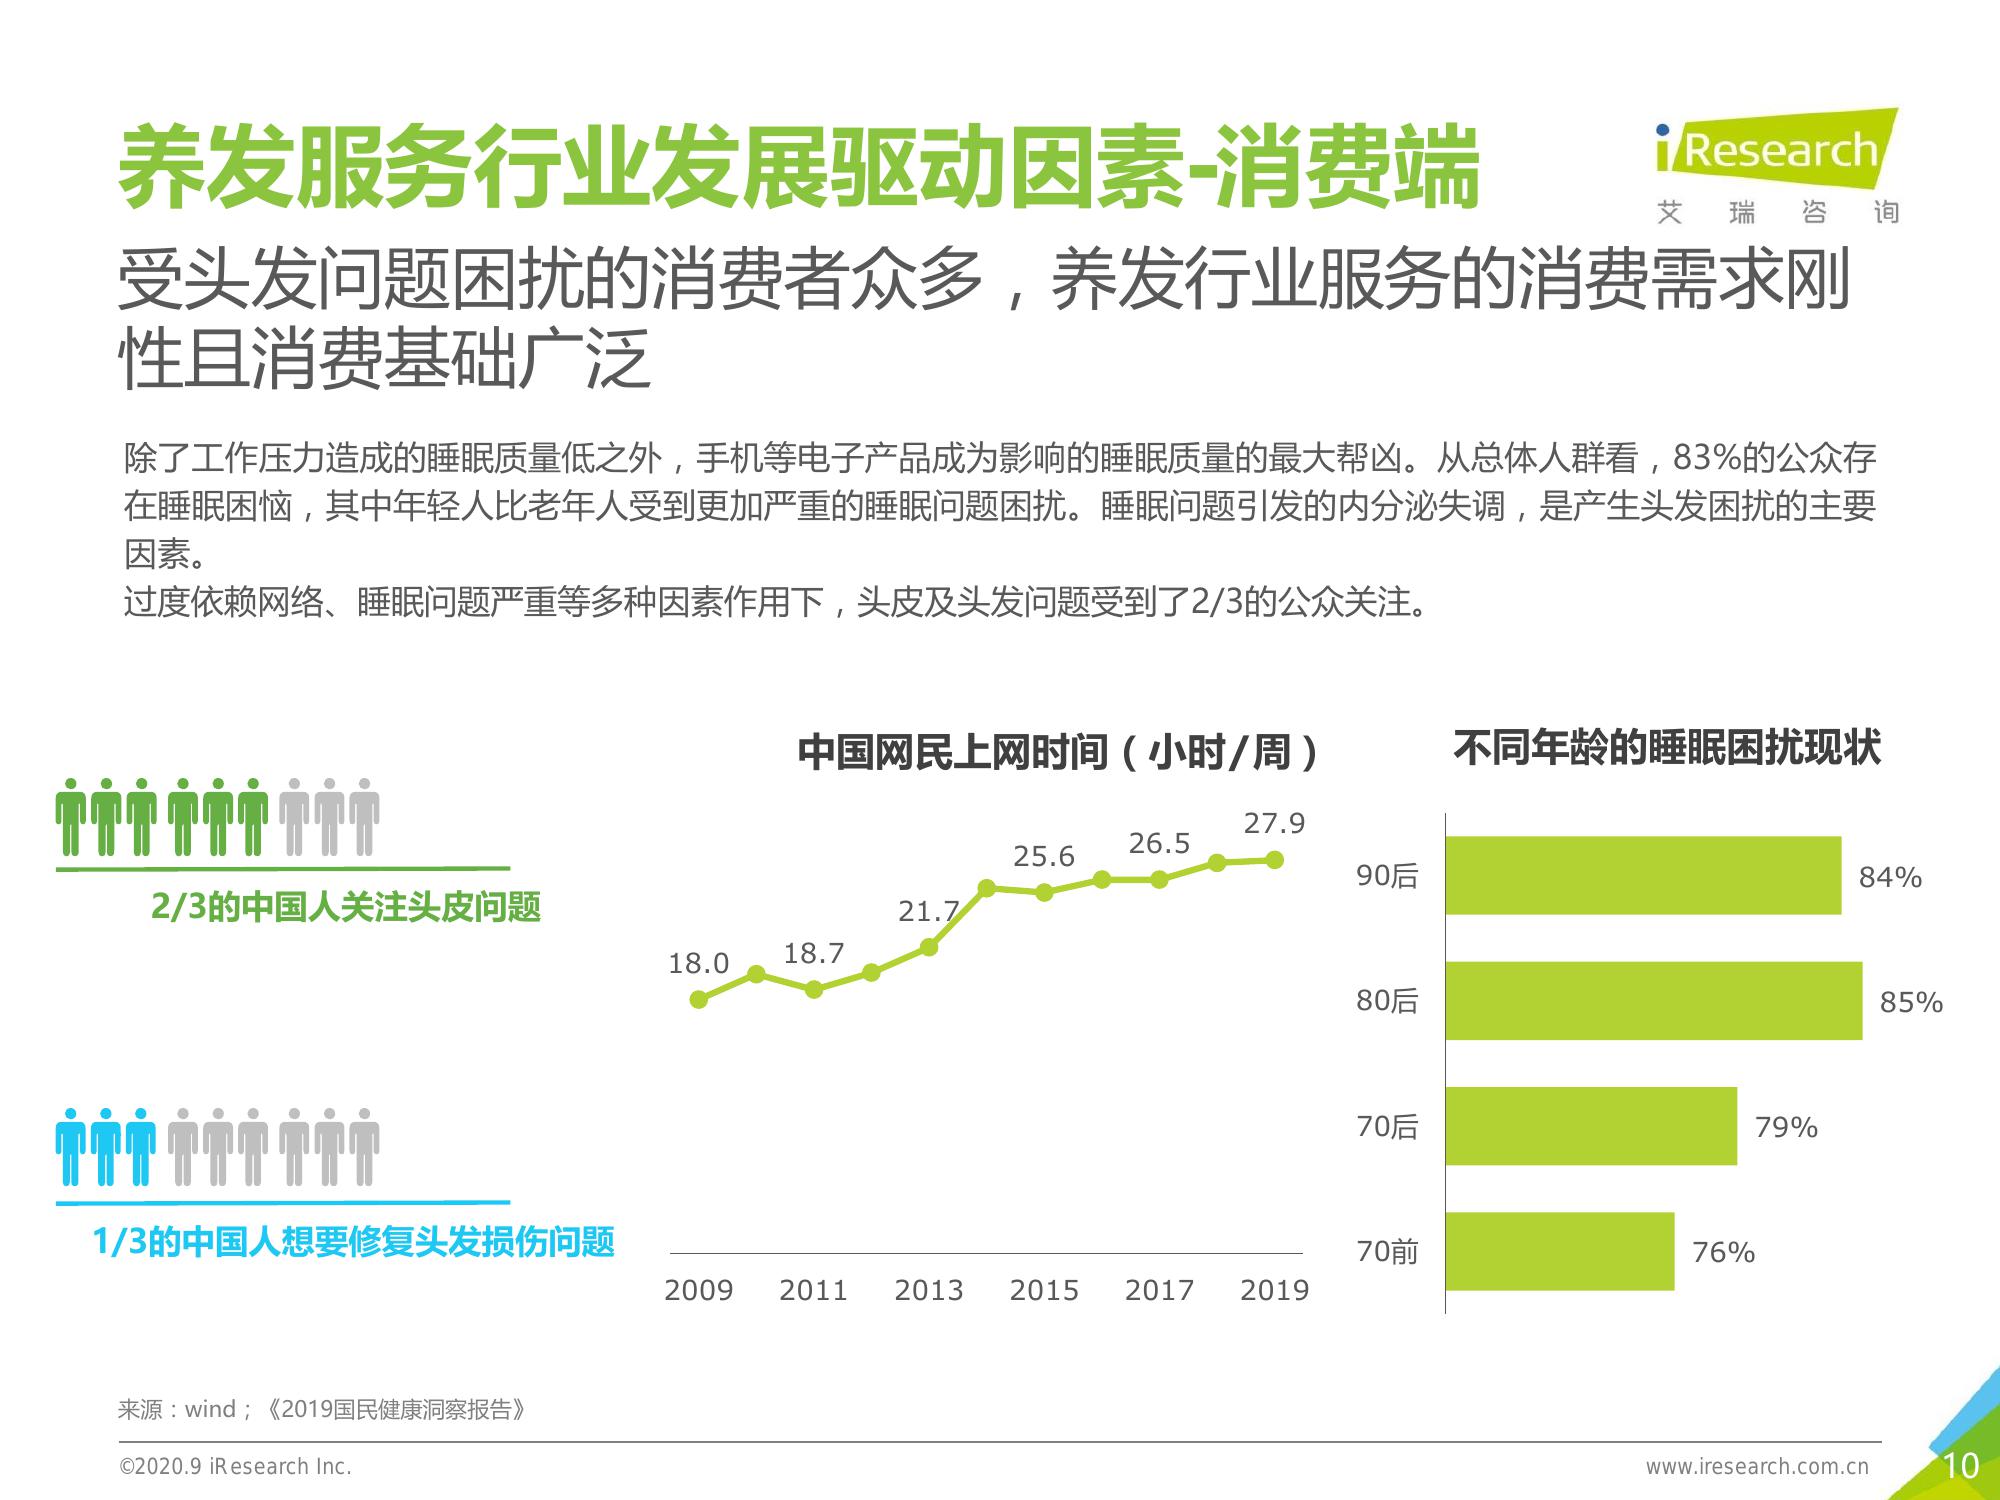 养发服务行业发展驱动因素-消费端
iResearch
艾瑞咨询
受头发问题困扰的消费者众多，养发行业服务的消费需求刚
性且消费基础广泛
除了工作压力造成的睡眠质量低之外，手机等电子产品成为影响的睡眠质量的最大帮凶。从总体人群看，83%的公众存
在睡眠困恼，其中年轻人比老年人受到更加严重的睡眠问题困扰。睡眠问题引发的内分泌失调，是产生头发困扰的主要
因素。
过度依赖网络、睡眠问题严重等多种因素作用下，头皮及头发问题受到了2/3的公众关注。
2/3的中国人关注头皮问题
1/3的中国人想要修复头发损伤问题
中国网民上网时间（小时/周）
18.0
18.7
21.7
25.6
26.5
27.9
2009 2011 2013 2015 2017 2019
不同年龄的睡眠困扰现状
90后 84%
80后 85%
70后 79%
70前 76%
来源：wind；《2019国民健康洞察报告》
©2020.9 iResearch Inc.
www.iresearch.com.cn
10